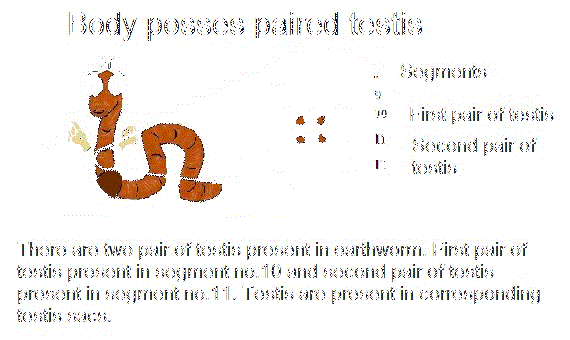 Body posses paired testis
Segments
9
10
First pair of testis
Second pair of
testis
There are two pair of testis present in earthworm. First pair of
testis present in segment no.10 and second pair of testis
present in segment no.11. Testis are present in corresponding
testis sacs.